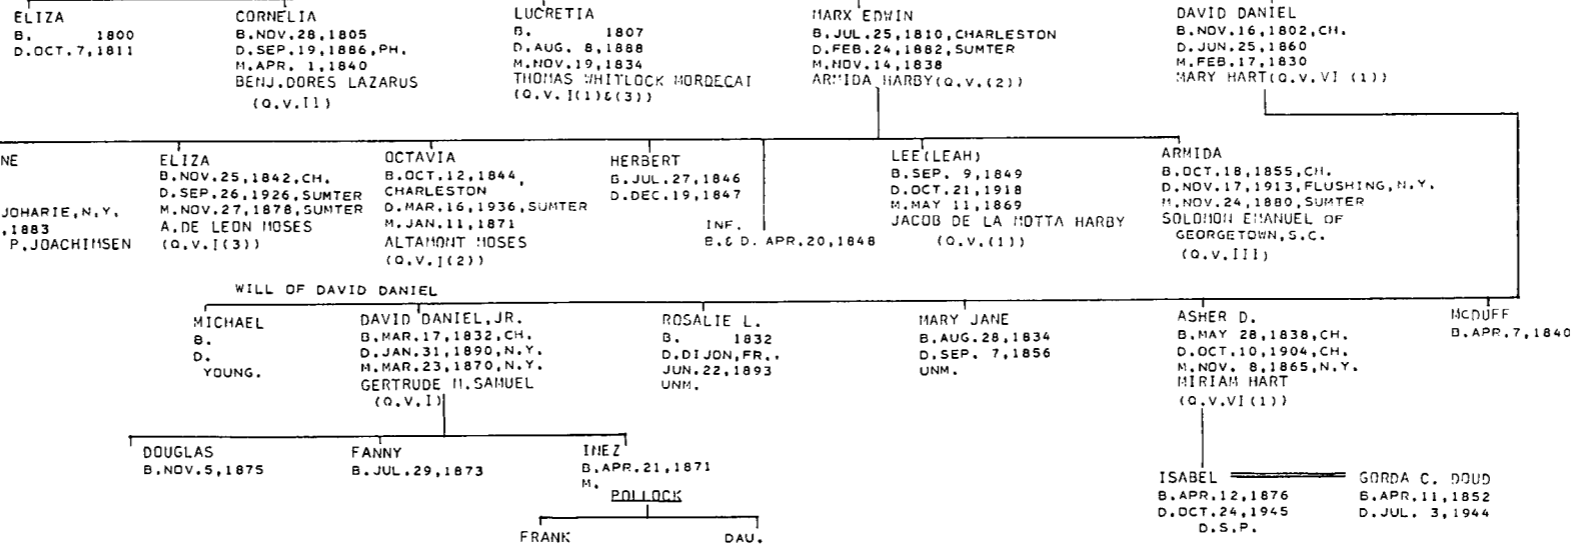 ELIZA
B. 1800
D.OCT.7,1811
CORNELIA
B.NOV.28,1805
D.SEP.19,1886,PH.
M.APR. 1,1840
BENJ.DORES LAZARUS
(Q.V.II)
LUCRETIA
B. 1807
D.AUG. 8,1888
M.NOV.19,1834
THOMAS WHITLOCK MORDECAI
(Q.V. I(1)&(3))
MARX EDWIN
B.JUL.25,1810,CHARLESTON
D.FEB.24,1882,SUMTER
M.NOV.14,1838
ARMIDA HARBY(Q.V.(2))
DAVID DANIEL
B.NOV.16,1802,CH.
D.JUN.25,1860
M.FEB.17,1830
MARY HART(Q.V.VI (1))
NE
JOHARIE,N.Y.
,1883
P.JOACHIMSEN
ELIZA
B.NOV.25,1842,CH.
D.SEP.26,1926,SUMTER
M.NOV.27,1878,SUMTER
A.DE LEON MOSES
(Q.V.I(3))
OCTAVIA
B.OCT.12,1844,
CHARLESTON
D.MAR.16,1936,SUMTER
M.JAN.11,1871
ALTAMONT MOSES
(Q.V.I(2))
HERBERT
B.JUL.27,1846
D.DEC.19,1847
INF.
B.& D. APR.20,1848
LEE(LEAH)
B.SEP. 9,1849
D.OCT.21,1918
M.MAY 11,1869
JACOB DE LA MOTTA HARBY
(Q.V.(1))
ARMIDA
B.OCT.18,1855,CH.
D.NOV.17,1913,FLUSHING,N.Y.
M.NOV.24,1880,SUMTER
SOLOMON EMANUEL OF
GEORGETOWN,S.C.
(Q.V.III)
WILL OF DAVID DANIEL
MICHAEL
B.
D.
YOUNG.
DAVID DANIEL,JR.
B.MAR.17,1832,CH.
D.JAN.31,1890,N.Y.
M.MAR.23,1870,N.Y.
GERTRUDE M.SAMUEL
(Q.V.I)
ROSALIE L.
B. 1832
D.DIJON,FR.,
JUN.22,1893
UNM.
MARY JANE
B.AUG.28,1834
D.SEP. 7,1856
UNM.
ASHER D.
B.MAY 28,1838,CH.
D.OCT.10,1904,CH.
M.NOV. 8,1865,N.Y.
MIRIAM HART
(Q.V.VI(1))
MCDUFF
B.APR.7,1840
DOUGLAS
B.NOV.5,1875
FANNY
B.JUL.29,1873
INEZ
B.APR.21,1871
M.
POLLOCK
FRANK
DAU.
ISABEL
B.APR.12,1876
D.OCT.24,1945
D.S.P.
GORDA C. DOUD
B.APR.11,1852
D.JUL. 3,1944